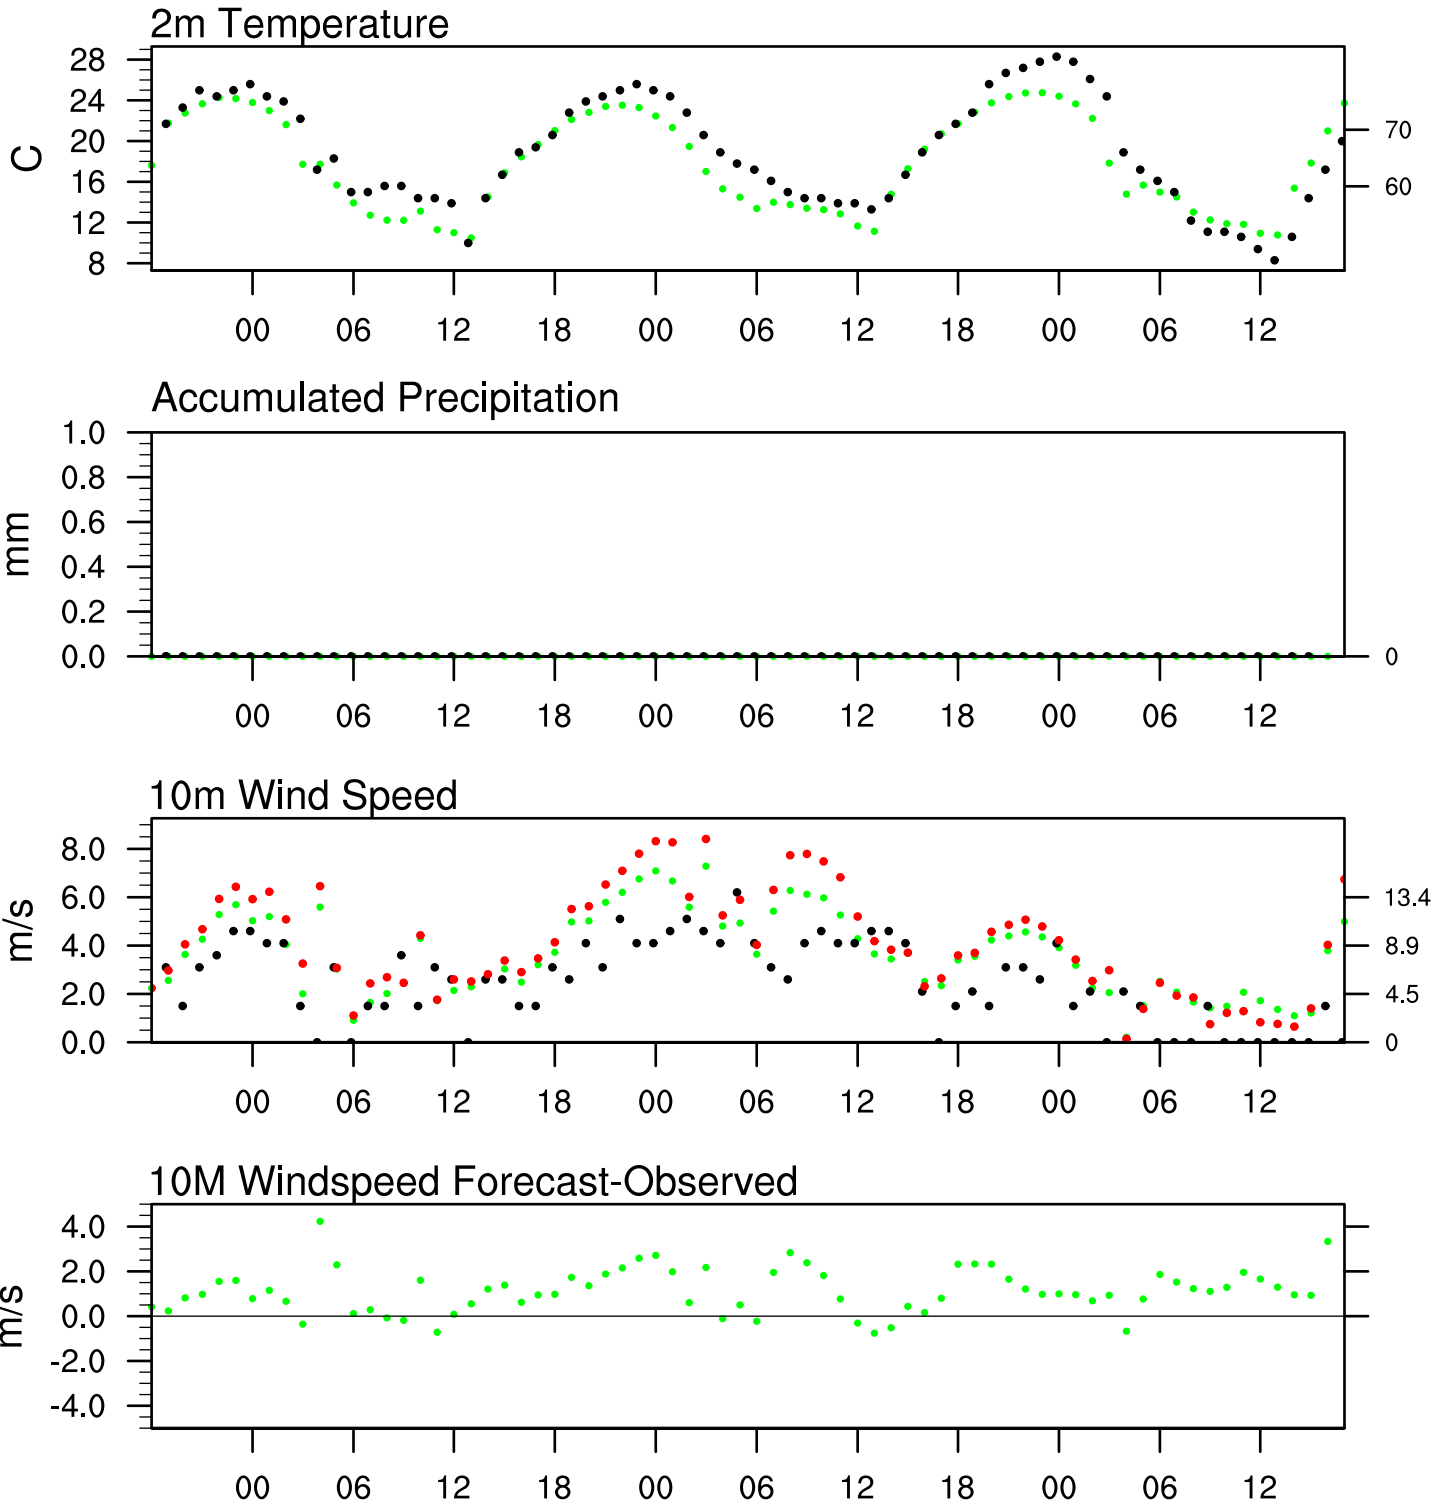 2m Temperature
28
24
20
16
12
8
C
70
60
00 06 12 18 00 06 12 18 00 06 12
Accumulated Precipitation
1.0
0.8
0.6
0.4
0.2
0.0
mm
0
00 06 12 18 00 06 12 18 00 06 12
10m Wind Speed
8.0
6.0
4.0
2.0
0.0
m/s
13.4
8.9
4.5
0
00 06 12 18 00 06 12 18 00 06 12
10M Windspeed Forecast-Observed
4.0
2.0
0.0
-2.0
-4.0
m/s
00 06 12 18 00 06 12 18 00 06 12